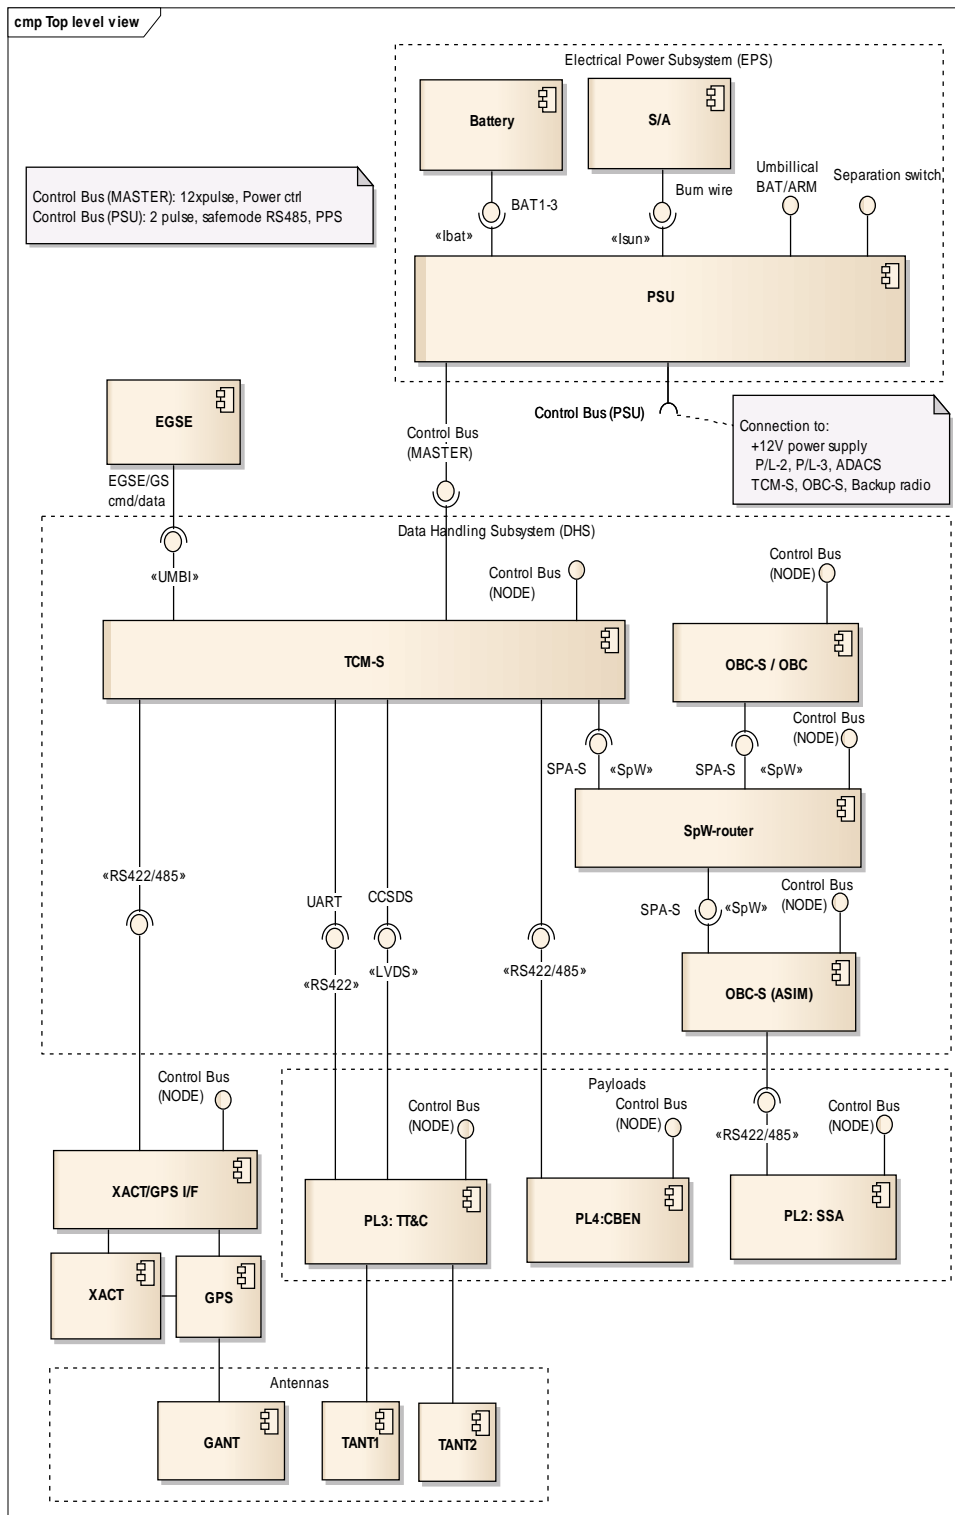 cmp Top level view
Electrical Power Subsystem (EPS)
Battery
S/A
Control Bus (MASTER): 12xpulse, Power ctrl
Control Bus (PSU): 2 pulse, safemode RS485, PPS
BAT1-3
«Ibat»
Burn wire
«Isun»
Umbillical
BAT/ARM
Separation switch
PSU
EGSE
Control Bus (PSU)
Connection to:
+12V power supply
P/L-2, P/L-3, ADACS
TCM-S, OBC-S, Backup radio
Control Bus
(MASTER)
EGSE/GS
cmd/data
Data Handling Subsystem (DHS)
«UMBI»
Control Bus
(NODE)
Control Bus
(NODE)
TCM-S
OBC-S / OBC
Control Bus
(NODE)
SPA-S
«SpW»
SPA-S
«SpW»
SpW-router
«RS422/485»
UART
CCSDS
SPA-S
«SpW»
Control Bus
(NODE)
«RS422»
«LVDS»
«RS422/485»
OBC-S (ASIM)
Control Bus
(NODE)
Payloads
Control Bus
(NODE)
Control Bus
(NODE)
«RS422/485»
Control Bus
(NODE)
XACT/GPS I/F
PL3: TT&C
PL4:CBEN
PL2: SSA
XACT
GPS
Antennas
GANT
TANT1
TANT2